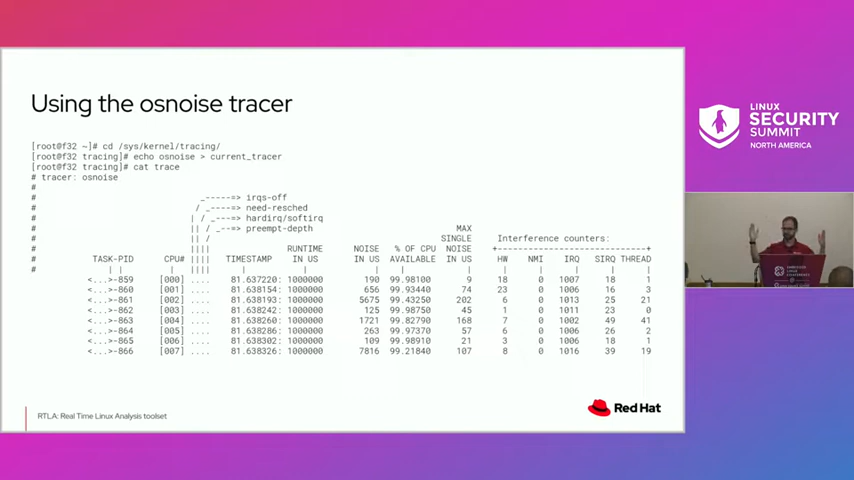 Using the osnoise tracer
[root@f32 ~]# cd /sys/kernel/tracing/
[root@f32 tracing]# echo osnoise > current_tracer
[root@f32 tracing]# cat trace
# tracer: osnoise
#
#                                _-----=> irqs-off
#                               / _----=> need-resched
#                              | / _---=> hardirq/softirq
#                              || / _--=> preempt-depth                            MAX
#                              || /                                             SINGLE     Interference counters:
#                              ||||               RUNTIME      NOISE  % OF CPU  NOISE    +-----------------------------+
#           TASK-PID      CPU# ||||   TIMESTAMP    IN US       IN US  AVAILABLE  IN US     HW    NMI    IRQ   SIRQ THREAD
#              | |         |   ||||      |           |             |    |            |      |      |      |      |      |
<...>-859     [000] ....    81.637220: 1000000      190  99.98100       9     18      0   1007     18      1
<...>-860     [001] ....    81.638154: 1000000      656  99.93440      74     23      0   1006     16      3
<...>-861     [002] ....    81.638193: 1000000     5675  99.43250     202      6      0   1013     25     21
<...>-862     [003] ....    81.638242: 1000000      125  99.98750      45      1      0   1011     23      0
<...>-863     [004] ....    81.638260: 1000000     1721  99.82790     168      7      0   1002     49     41
<...>-864     [005] ....    81.638286: 1000000      263  99.97370      57      6      0   1006     26      2
<...>-865     [006] ....    81.638302: 1000000      109  99.98910      21      3      0   1006     18      1
<...>-866     [007] ....    81.638326: 1000000     7816  99.21840     107      8      0   1016     39     19
RTLA: Real Time Linux Analysis toolset
Red Hat
LINUX
SECURITY
SUMMIT
NORTH AMERICA